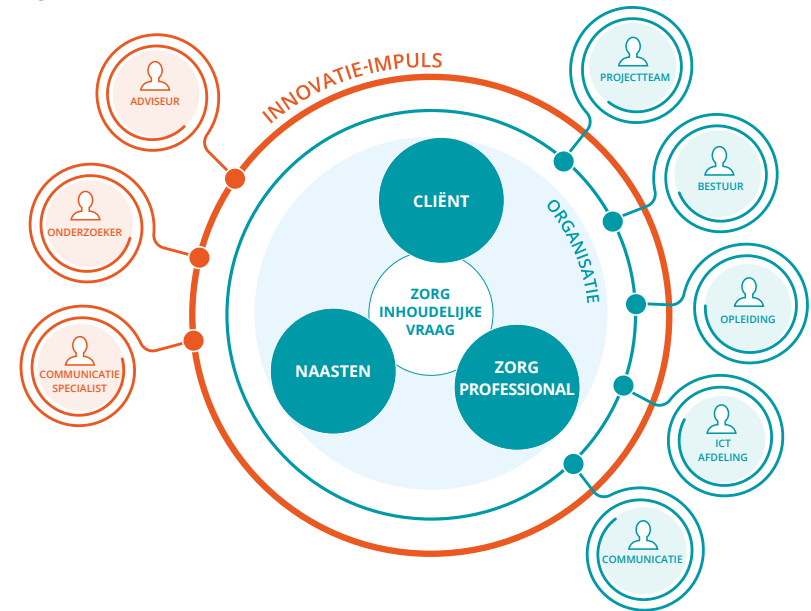 INNOVATIE-IMPULS
ADVISEUR
ONDERZOEKER
COMMUNICATIE
SPECIALIST
CLIËNT
ZORG
INHOUDELIJKE
VRAAG
NAASTEN
ZORG
PROFESSIONAL
ORGANISATIE
PROJECTTEAM
BESTUUR
OPLEIDING
ICT
AFDELING
COMMUNICATIE